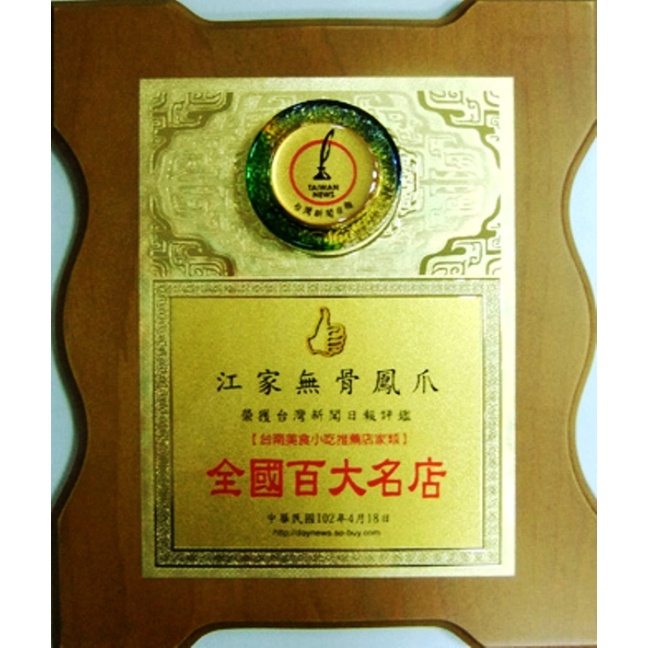 TAIWAN
NEWS
台灣新聞日報
江家無骨鳳爪
榮獲台灣新聞日報評鑑
【台南美食小吃推薦店家類】
全國百大名店
中華民國102年4月18日
http://daynews.so-buy.com